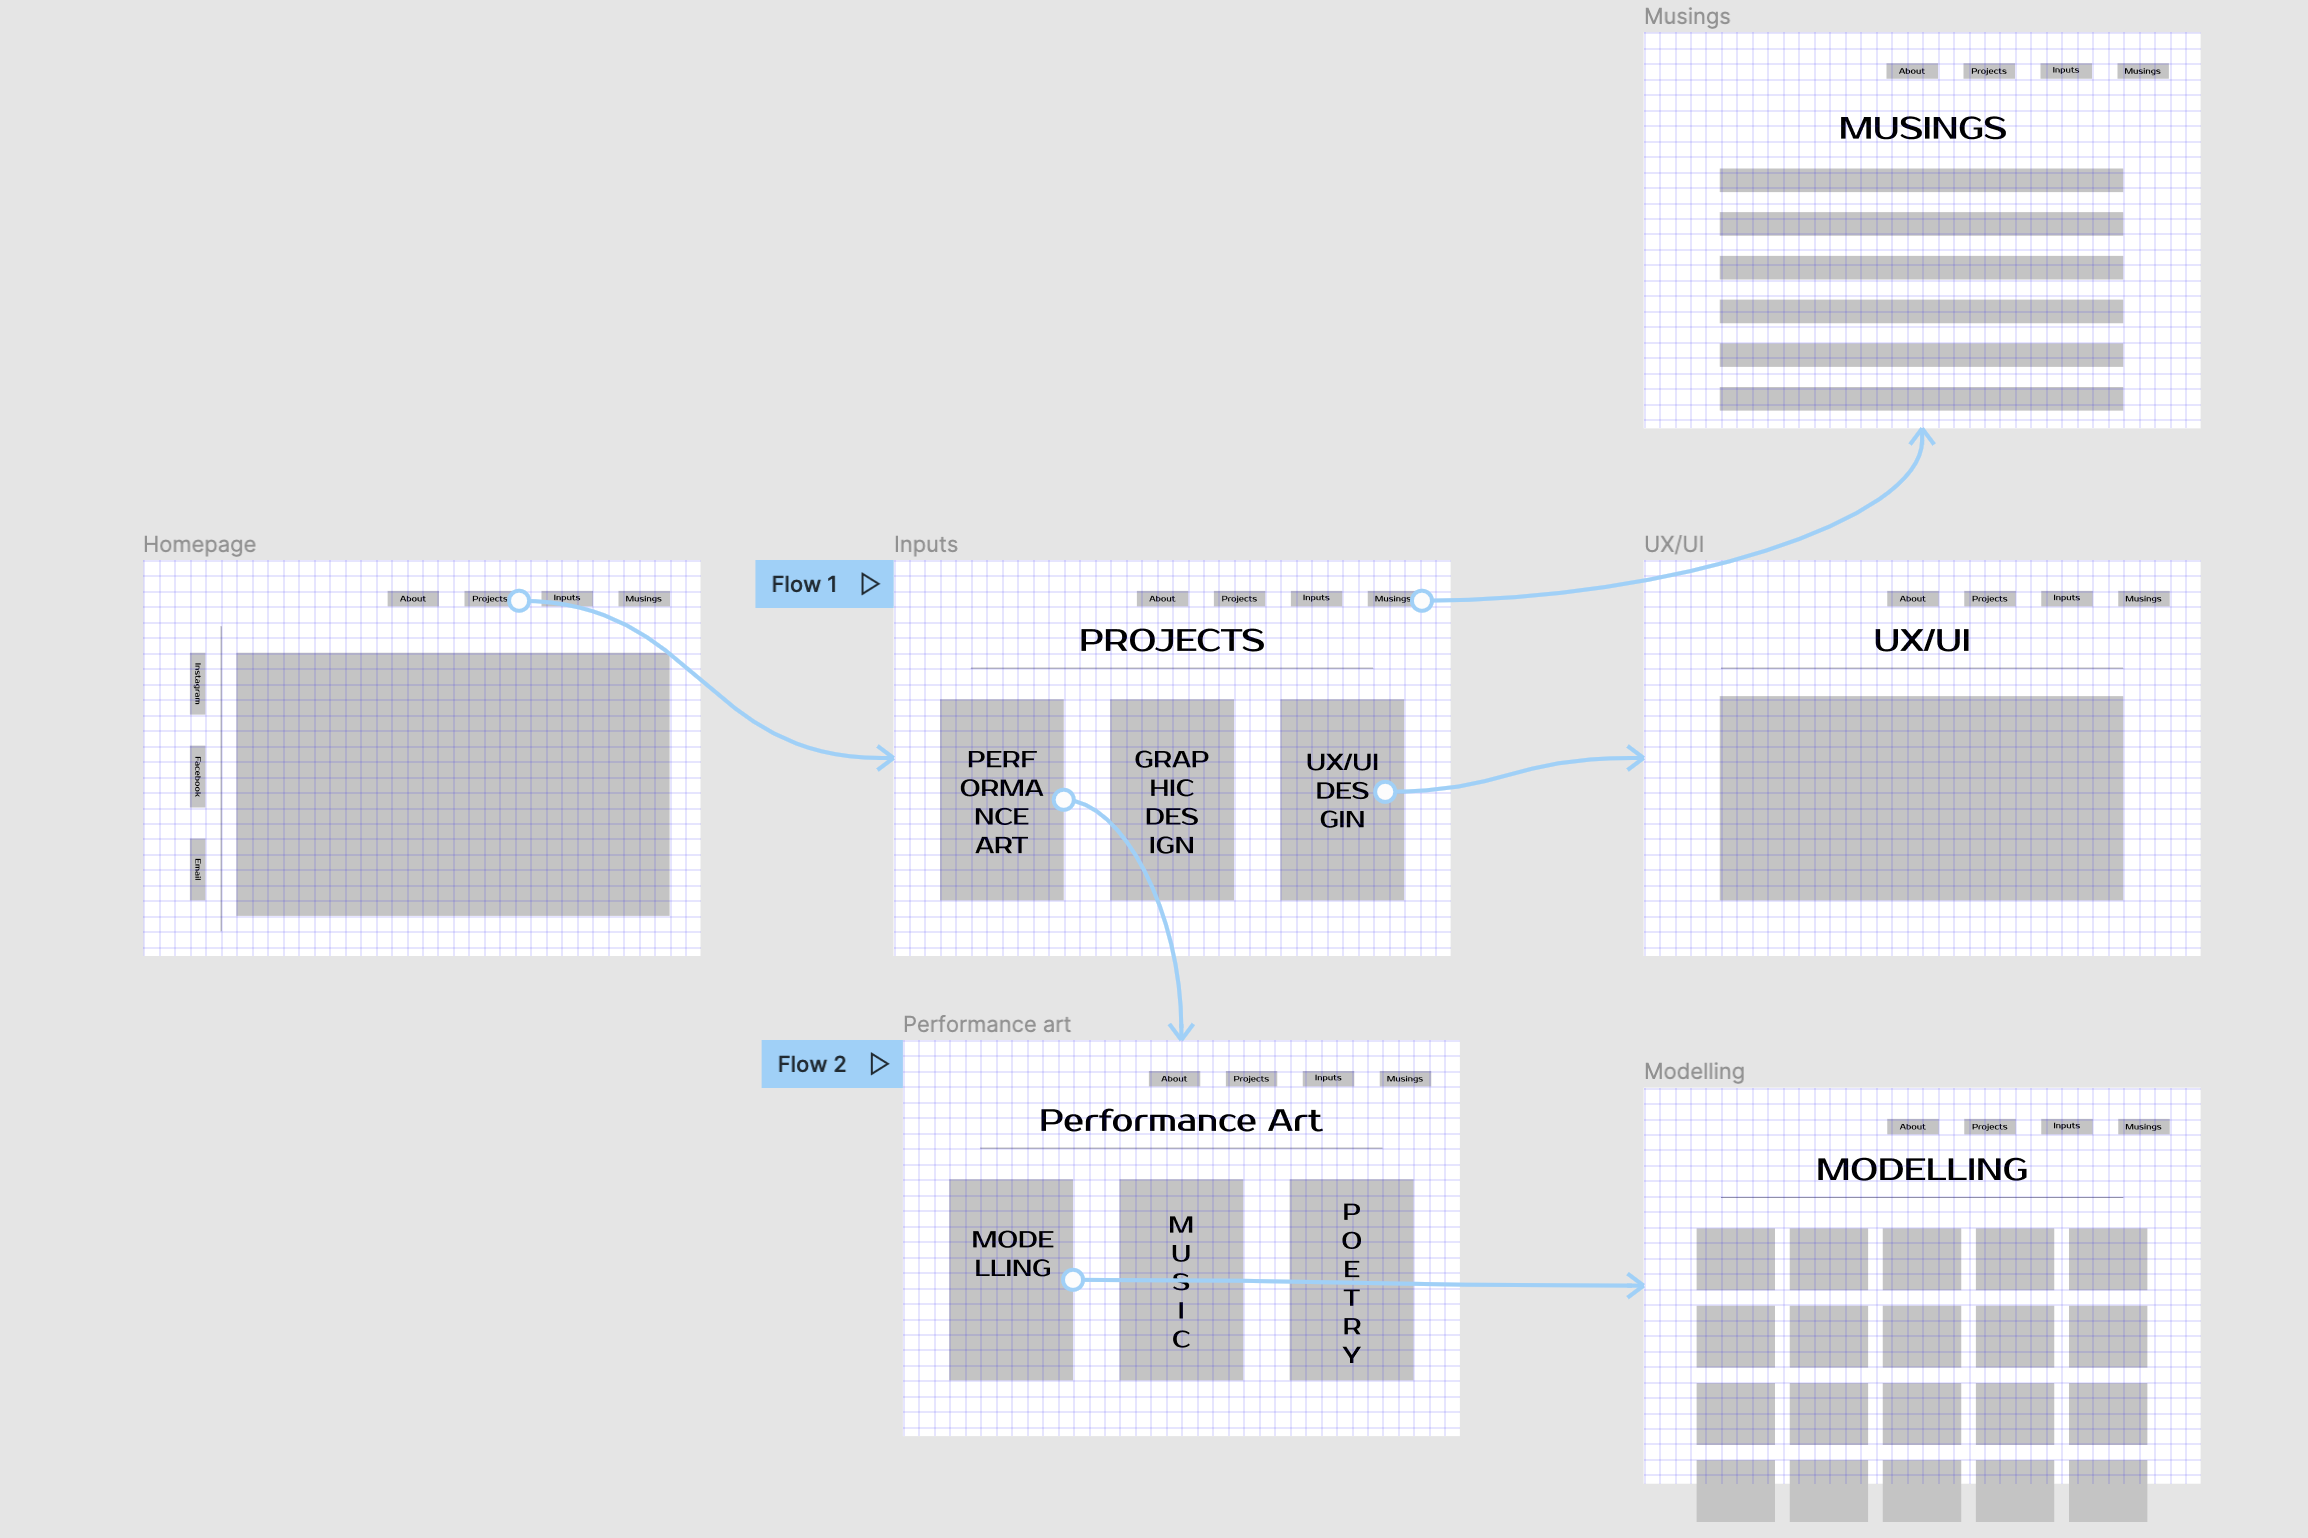 Musings
About Projects Inputs Musings
MUSINGS
Homepage
About Projects Inputs Musings
Instagram
Facebook
Email
Flow 1
Inputs
About Projects Inputs Musings
PROJECTS
PERF
ORMA
NCE
ART
GRAP
HIC
DES
IGN
UX/UI
DES
GIN
UX/UI
About Projects Inputs Musings
UX/UI
Flow 2
Performance art
About Projects Inputs Musings
Performance Art
MODE
LLING
M
U
S
I
C
P
O
E
T
R
Y
Modelling
About Projects Inputs Musings
MODELLING